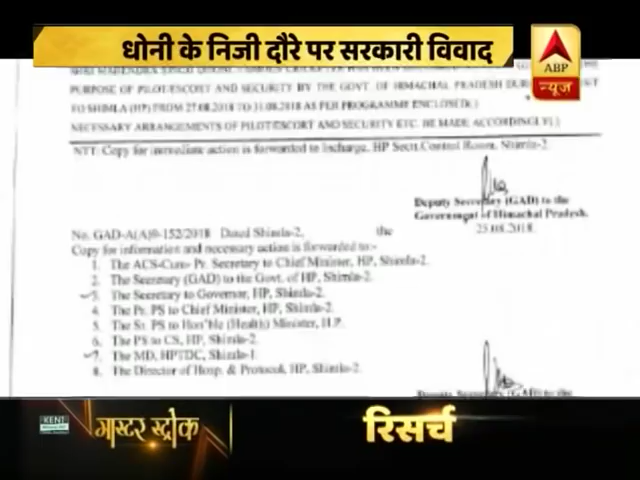 धोनी के निजी दौरे पर सरकारी विवाद
ABP
न्यूज़
PURPOSE OF PILOT/ESCORT AND SECURITY BY THE GOVT. OF HIMACHAL PRADESH
TO SHIMLA (HP) FROM 27.08.2018 TO 31.08.2018 AS PER PROGRAMME ENCLOSED(.)
NECESSARY ARRANGEMENTS OF PILOT/ESCORT AND SECURITY ETC. BE MADE ACCORDINGLY(.)
NTT: Copy for immediate action is forwarded to Incharge, HP Sectt.Control Room, Shimla-2.
Deputy Secretary (GAD) to the
Government of Himachal Pradesh.
25.08.2018.
No. GAD-A(A)9-152/2018 Dated Shimla-2, the
Copy for information and necessary action is forwarded to:-
1. The ACS-Cum- Pr. Secretary to Chief Minister, HP, Shimla-2.
2. The Secretary (GAD) to the Govt. of HP, Shimla-2.
3. The Secretary to Governor, HP, Shimla-2.
4. The Pr. PS to Chief Minister, HP, Shimla-2.
5. The Sr. PS to Hon'ble (Health) Minister, H.P.
6. The PS to CS, HP, Shimla-2.
7. The MD, HPTDC, Shimla-1.
8. The Director of Hosp. & Protocol, HP, Shimla-2.
Deputy Secretary (GAD) to the
KENT
मास्टर स्ट्रोक
रिसर्च